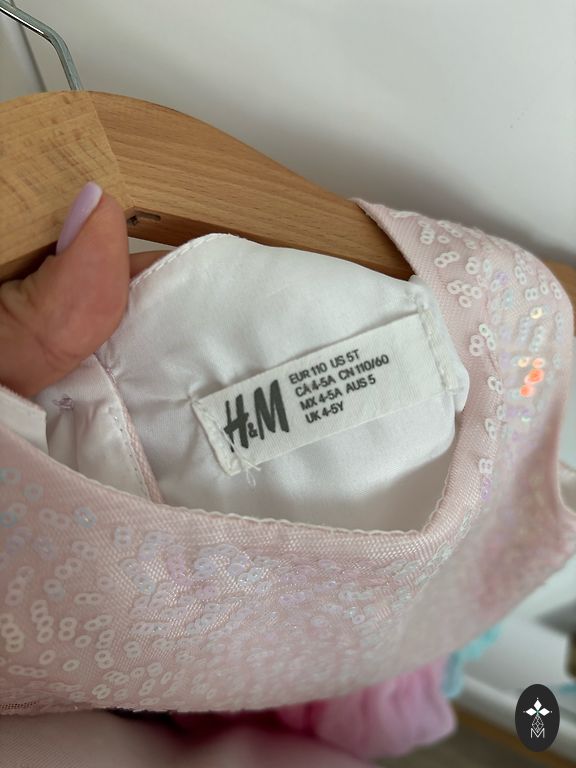 H&M
EUR 110 US 5T
CA 4-5A CN 110/60
MX 4-5A AUS 5
UK 4-5Y
M